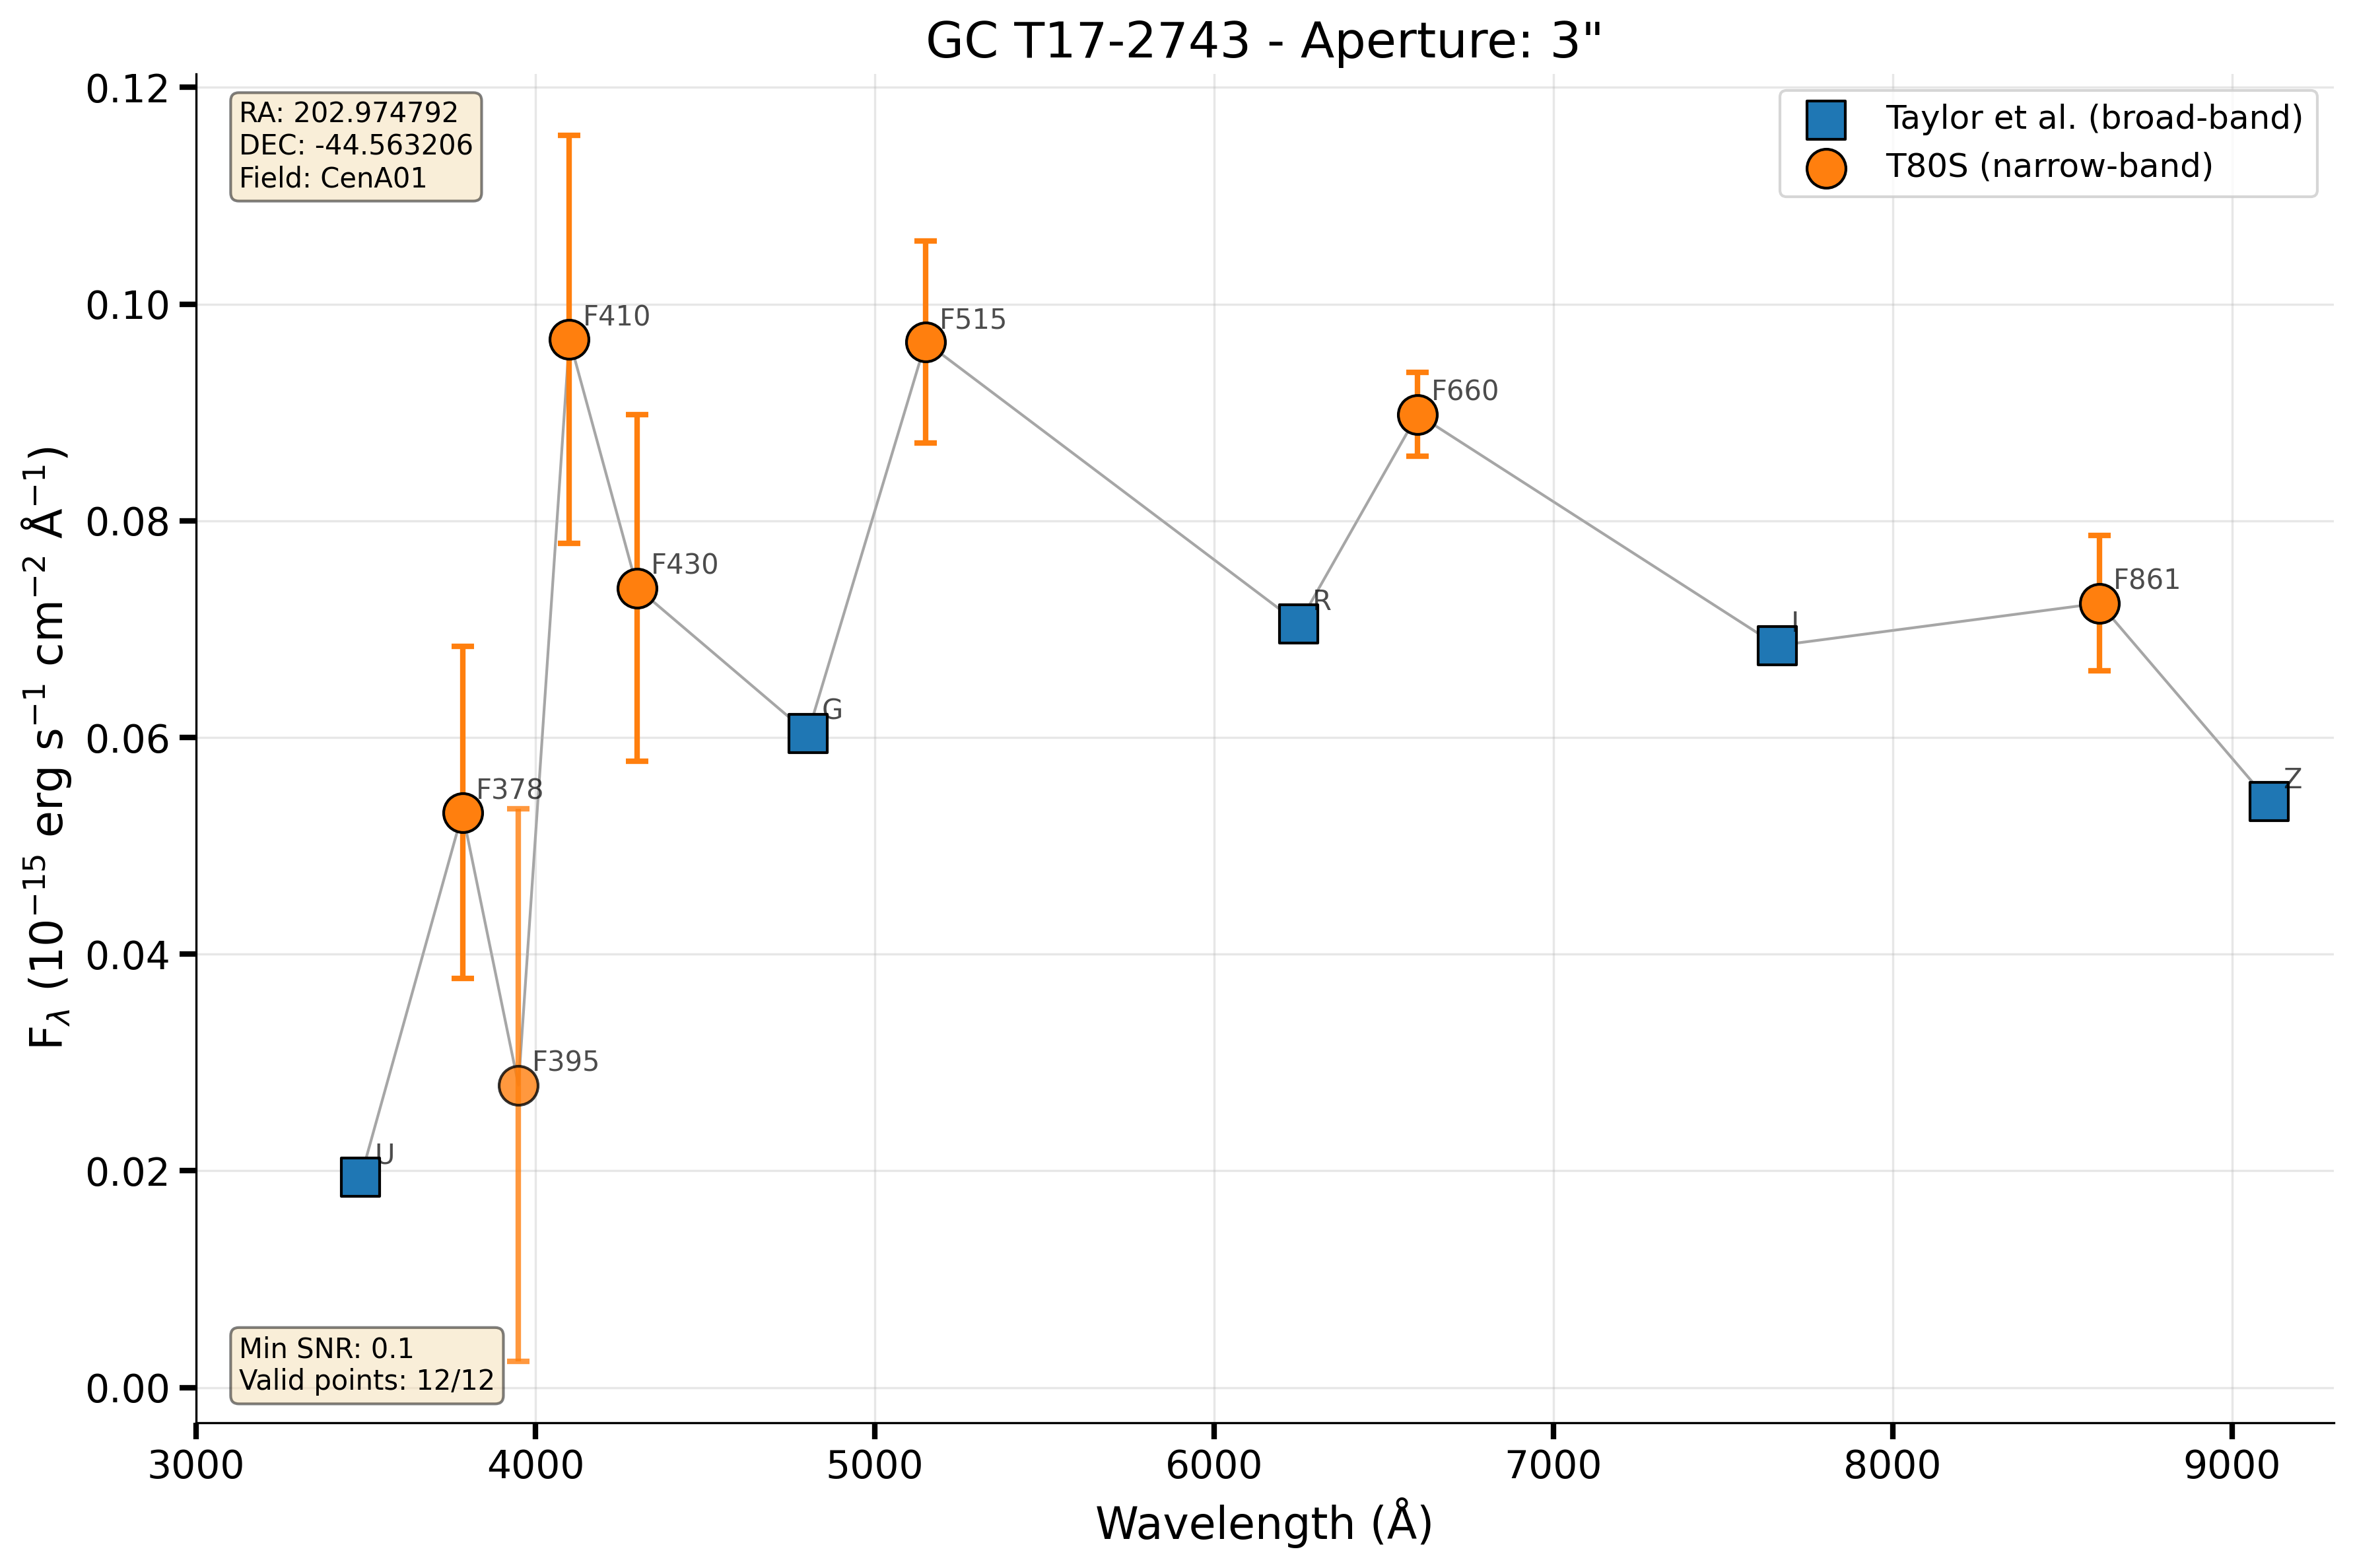 GC T17-2743 - Aperture: 3"
RA: 202.974792
DEC: -44.563206
Field: CenA01
Taylor et al. (broad-band)
T80S (narrow-band)
F410
F515
F660
F430
F861
R
I
G
F378
Z
F395
U
Min SNR: 0.1
Valid points: 12/12
0.12
0.10
0.08
0.06
0.04
0.02
0.00
F_λ (10⁻¹⁵ erg s⁻¹ cm⁻² Å⁻¹)
3000 4000 5000 6000 7000 8000 9000
Wavelength (Å)